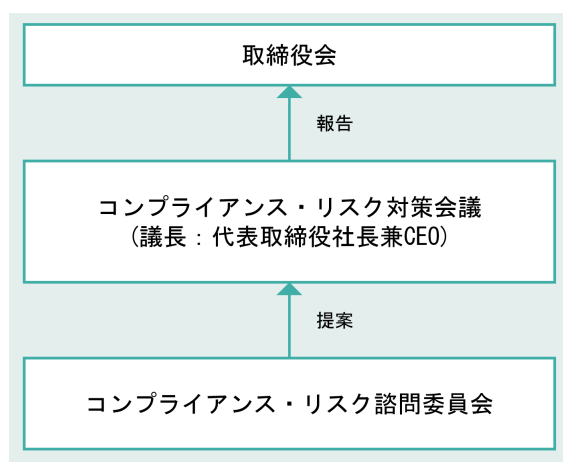 取締役会
報告
コンプライアンス・リスク対策会議
(議長：代表取締役社長兼CEO)
提案
コンプライアンス・リスク諮問委員会